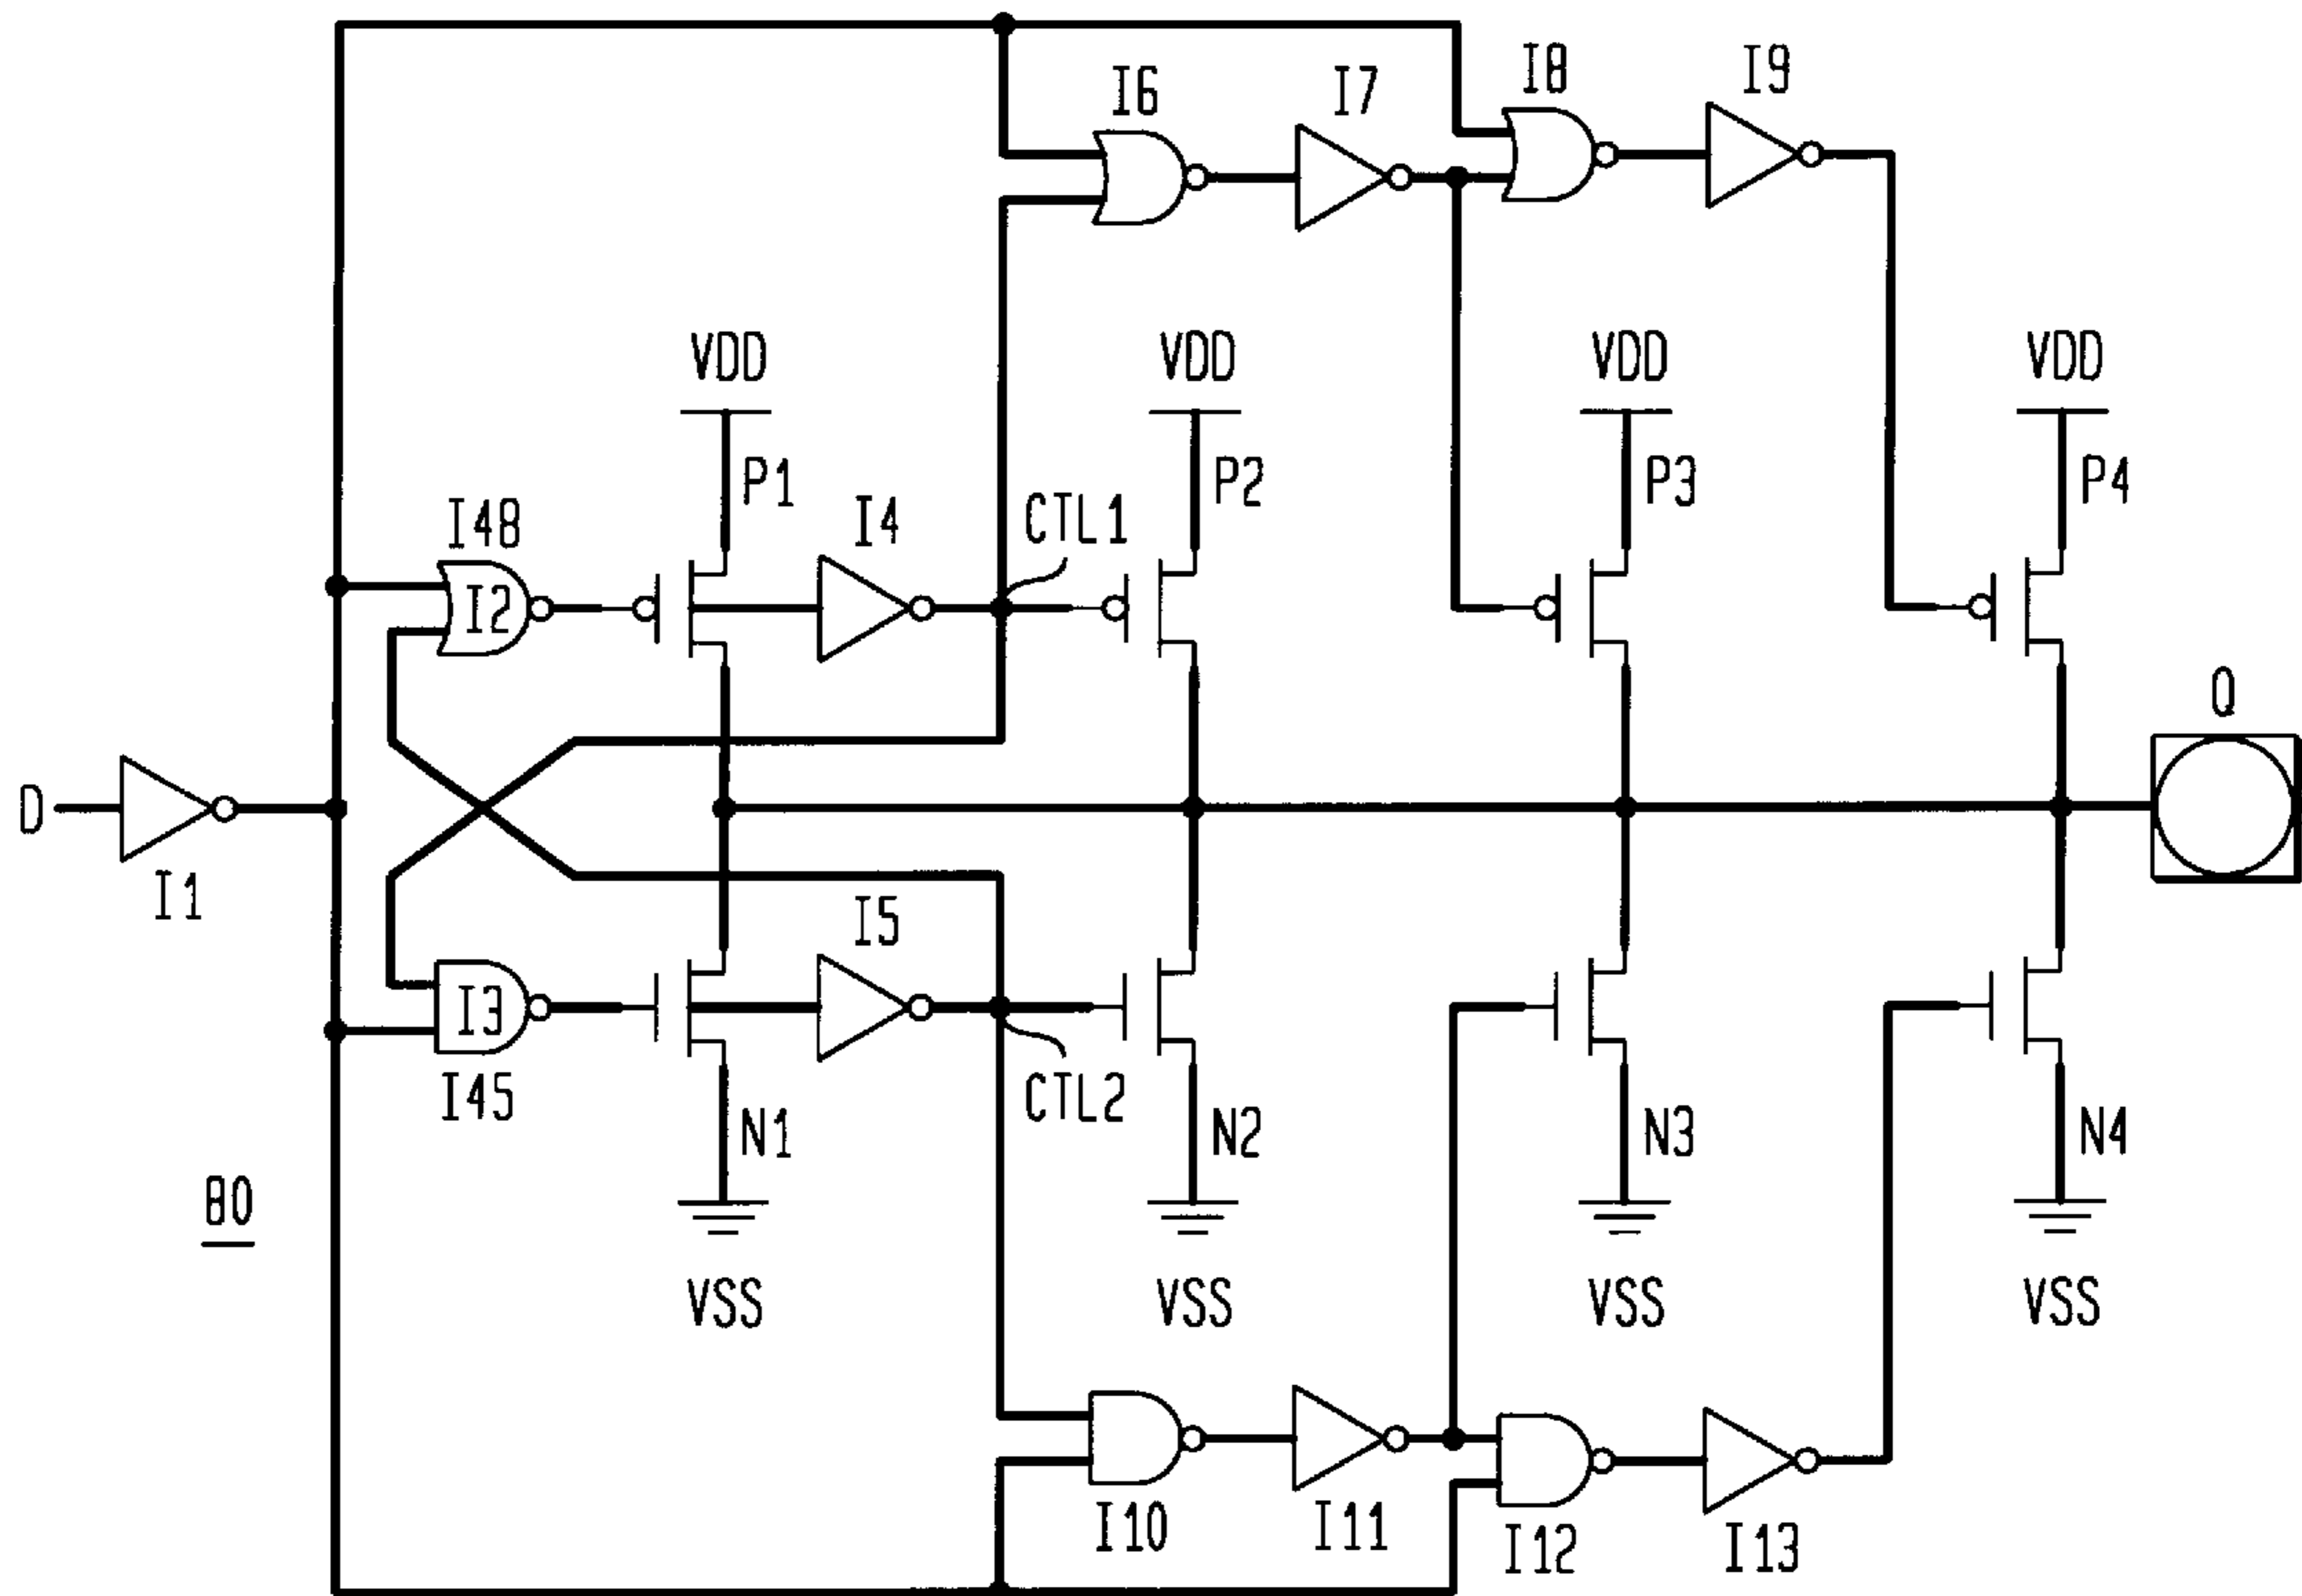 I6
I7
I8
I9
VDD
VDD
VDD
VDD
P1
P2
P3
P4
I48
I4
CTL1
I2
Q
D
I1
I5
I3
I45
CTL2
N1
N2
N3
N4
80
VSS
VSS
VSS
VSS
I10
I11
I12
I13